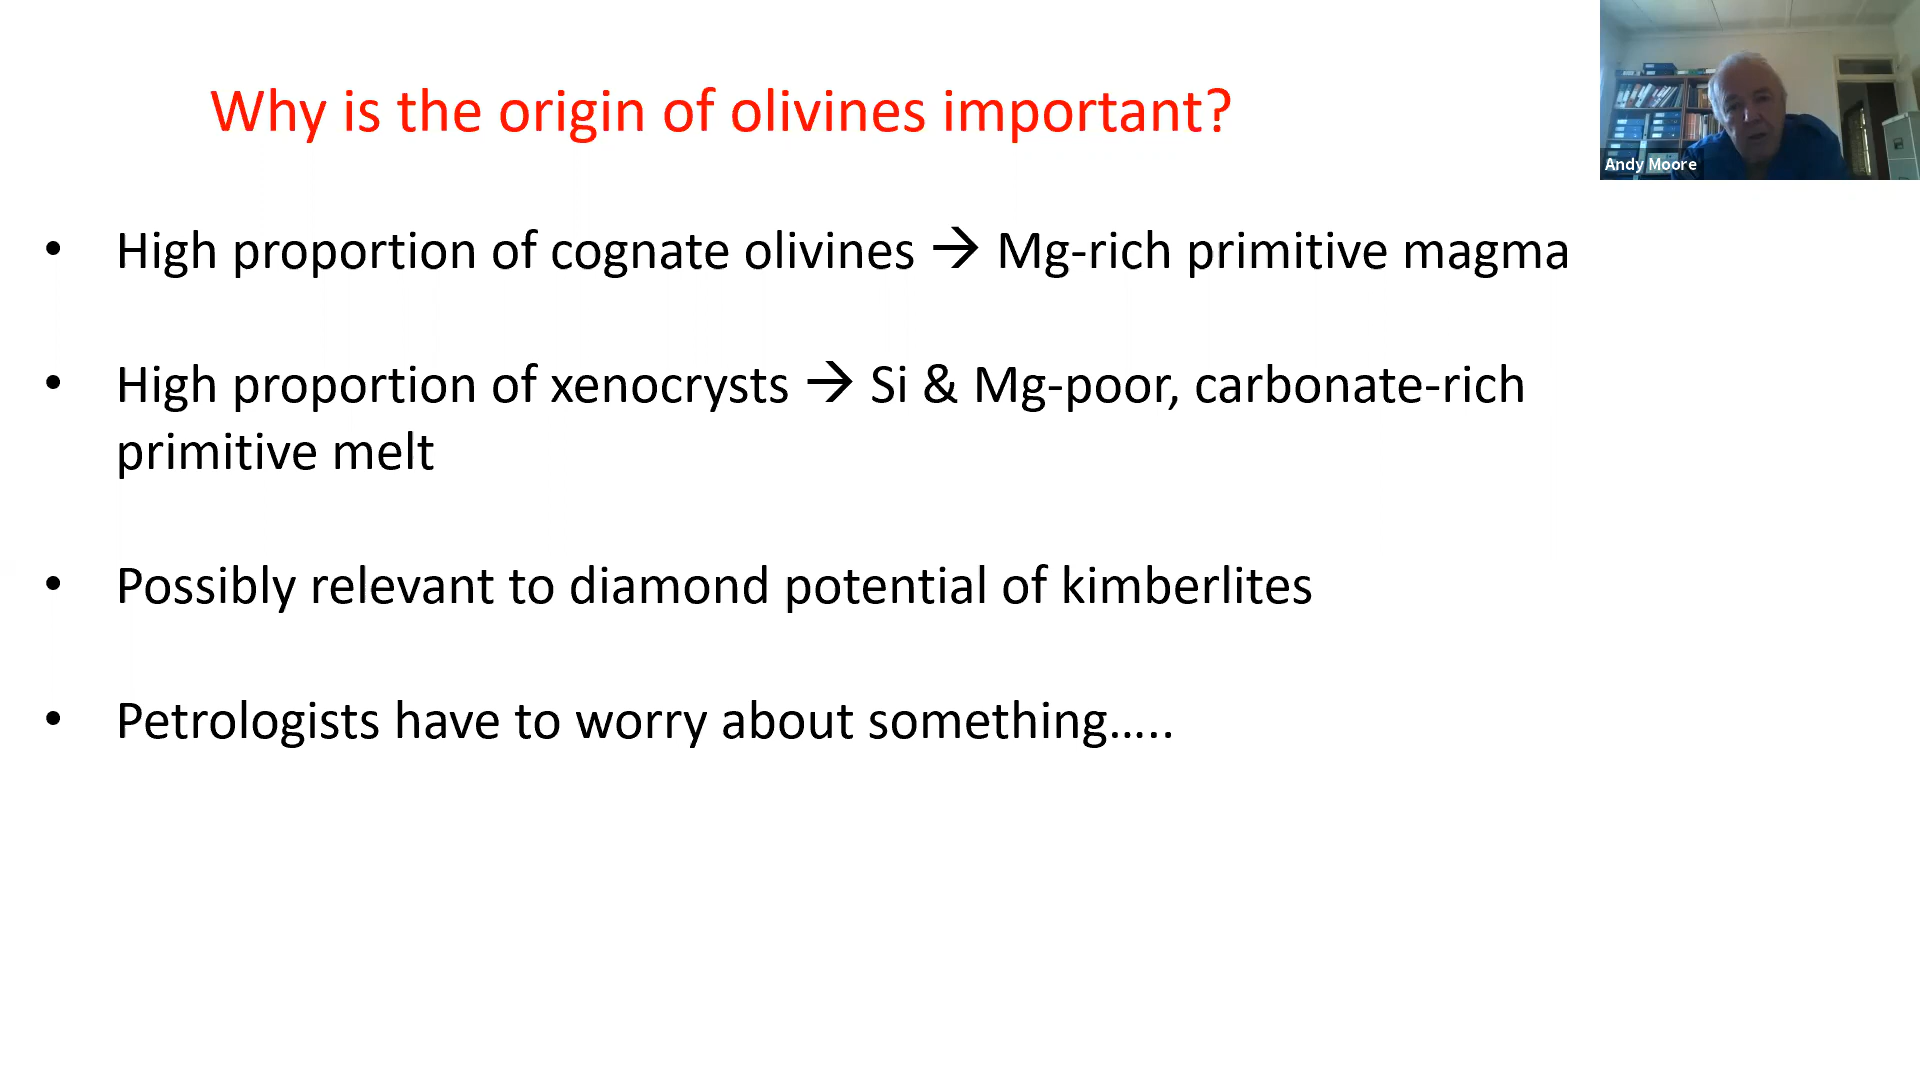 Why is the origin of olivines important?
Andy Moore
• High proportion of cognate olivines → Mg-rich primitive magma
• High proportion of xenocrysts → Si & Mg-poor, carbonate-rich
primitive melt
• Possibly relevant to diamond potential of kimberlites
• Petrologists have to worry about something…..